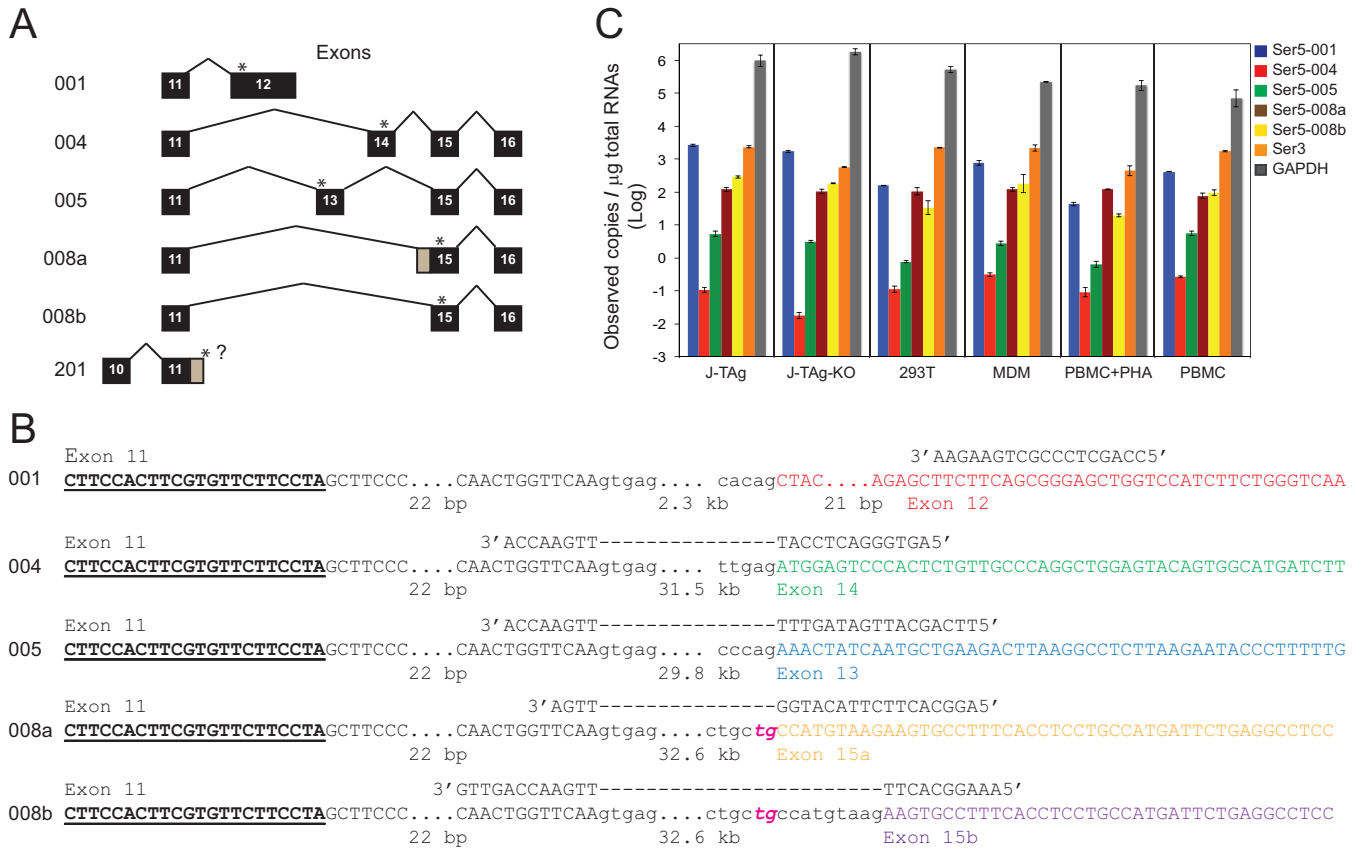 A
Exons
001
11
*
12
004
11
*
14
15
16
005
11
*
13
15
16
008a
11
*
15
16
008b
11
*
15
16
201
10
11
* ?
C
Observed copies / μg total RNAs
(Log)
6
5
4
3
2
1
0
-1
-2
-3
J-TAg
J-TAg-KO
293T
MDM
PBMC+PHA
PBMC
Ser5-001
Ser5-004
Ser5-005
Ser5-008a
Ser5-008b
Ser3
GAPDH
B
Exon 11 3'AAGAAGTCGCCCTCGACC5'
001 CTTCCACTTCGTGTTCTTCCTAGCTTCCC....CAACTGGTTCAAgtgag.... cacagCTAC....AGAGCTTCTTCAGCGGGAGCTGGTCCATCTTCTGGGTCAA
22 bp 2.3 kb 21 bp Exon 12
Exon 11 3'ACCAAGTT---------------TACCTCAGGGTGA5'
004 CTTCCACTTCGTGTTCTTCCTAGCTTCCC....CAACTGGTTCAAgtgag.... ttgagATGGAGTCCCACTCTGTTGCCCAGGCTGGAGTACAGTGGCATGATCTT
22 bp 31.5 kb Exon 14
Exon 11 3'ACCAAGTT---------------TTTGATAGTTACGACTT5'
005 CTTCCACTTCGTGTTCTTCCTAGCTTCCC....CAACTGGTTCAAgtgag.... cccagAAACTATCAATGCTGAAGACTTAAGGCCTCTTAAGAATACCCTTTTTG
22 bp 29.8 kb Exon 13
Exon 11 3'AGTT---------------GGTACATTCTTCACGGA5'
008a CTTCCACTTCGTGTTCTTCCTAGCTTCCC....CAACTGGTTCAAgtgag....ctgctgCCATGTAAGAAGTGCCTTTCACCTCCTGCCATGATTCTGAGGCCTCC
22 bp 32.6 kb Exon 15a
Exon 11 3'GTTGACCAAGTT------------------------TTCACGGAAA5'
008b CTTCCACTTCGTGTTCTTCCTAGCTTCCC....CAACTGGTTCAAgtgag....ctgctgccatgtaagAAGTGCCTTTCACCTCCTGCCATGATTCTGAGGCCTCC
22 bp 32.6 kb Exon 15b